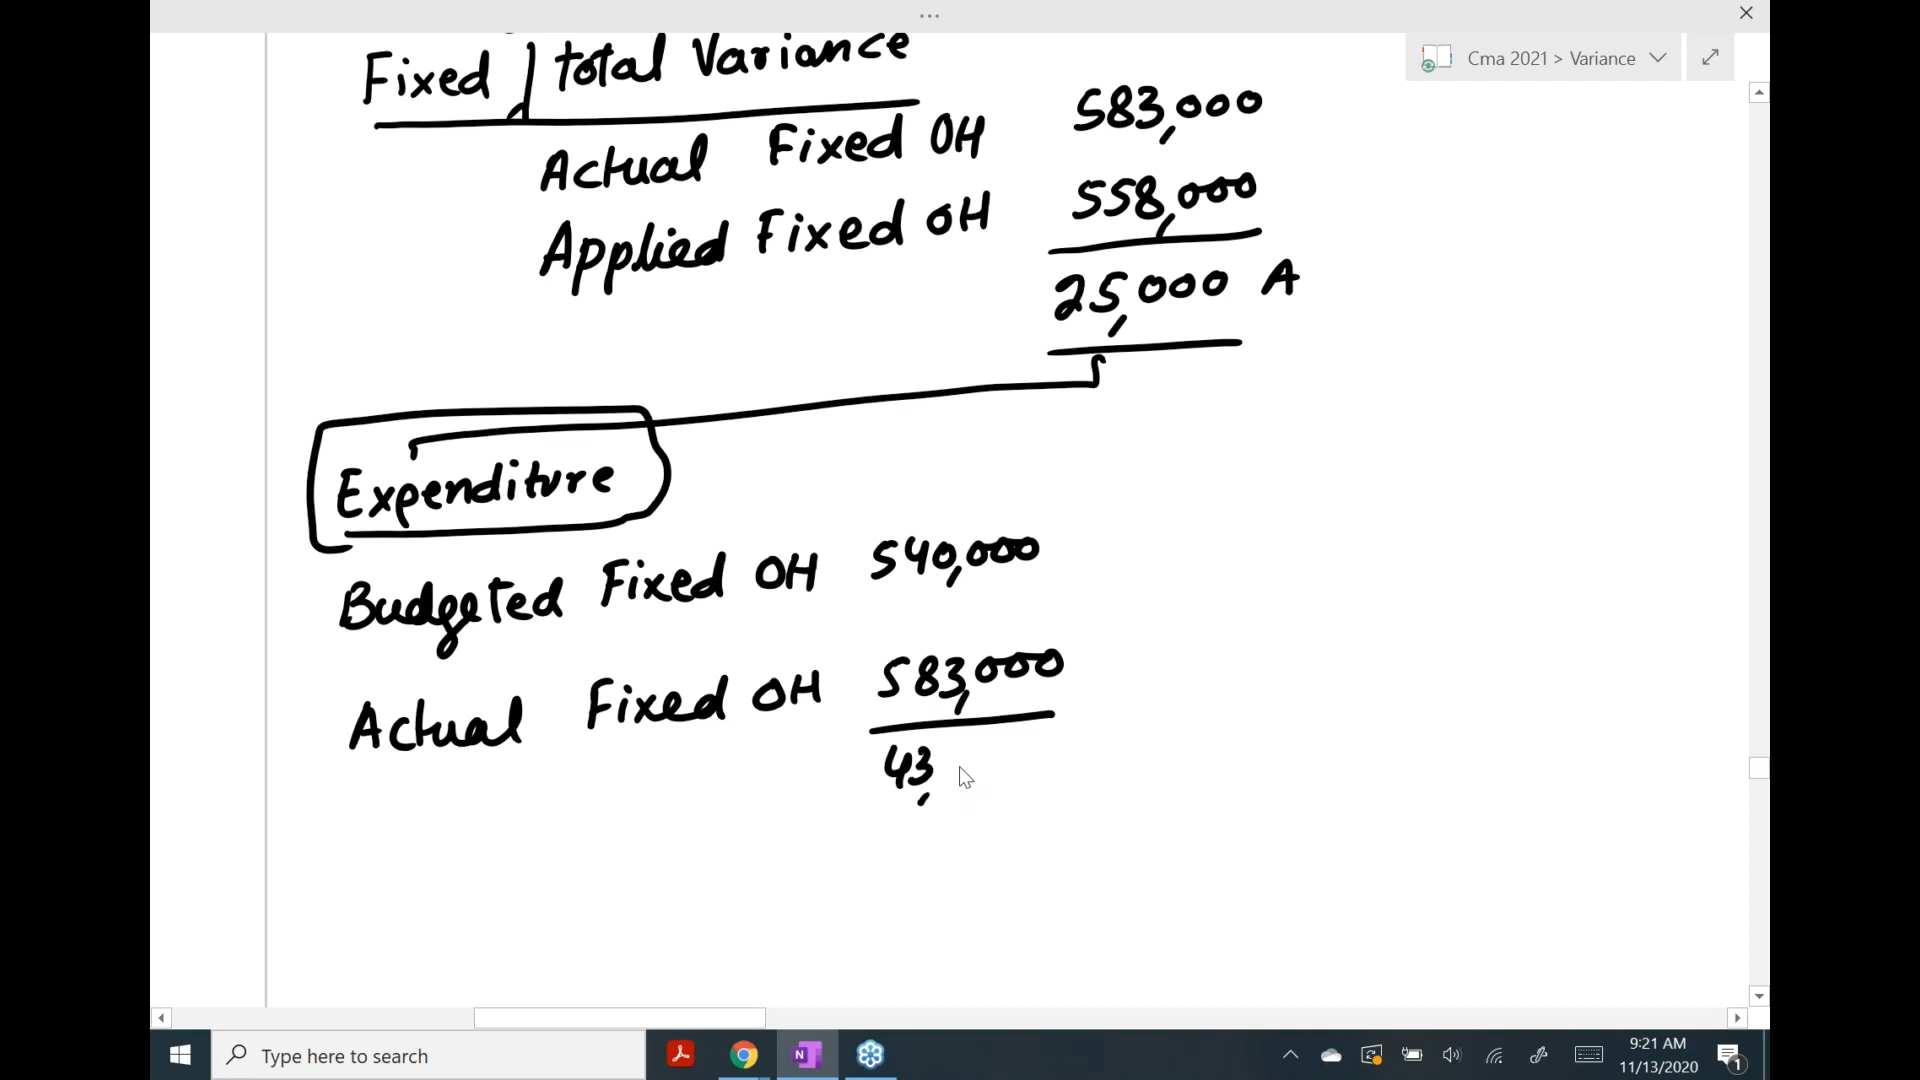 Cma 2021 > Variance
Fixed total Variance
Actual Fixed OH 583,000
Applied Fixed OH 558,000
25,000 A
Expenditure
Budgeted Fixed OH 540,000
Actual Fixed OH 583,000
43,
Type here to search
N
9:21 AM
11/13/2020
1